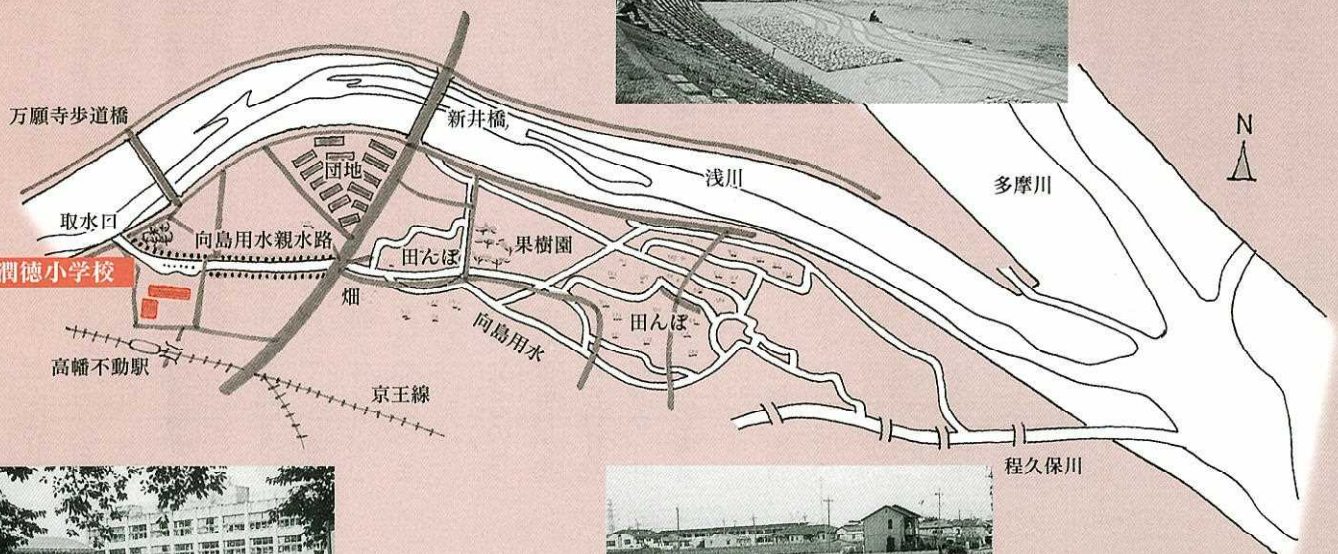 万願寺歩道橋
新井橋
N
多摩川
浅川
団地
取水口
向島用水親水路
果樹園
田んぼ
潤徳小学校
畑
田んぼ
向島用水
高幡不動駅
京王線
程久保川